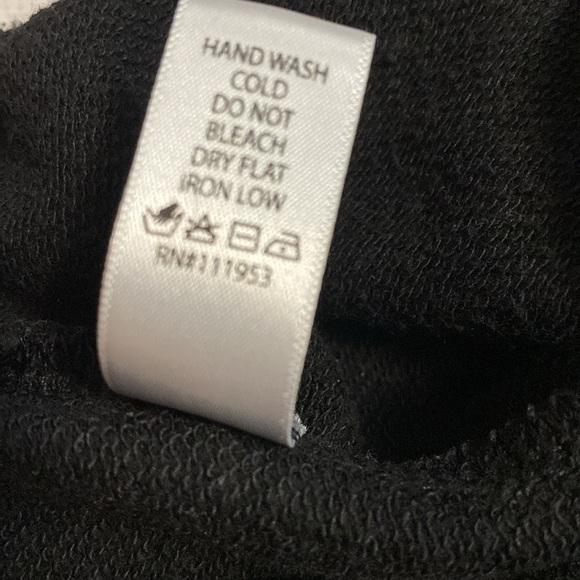 HAND WASH
COLD
DO NOT
BLEACH
DRY FLAT
IRON LOW
RN#111953